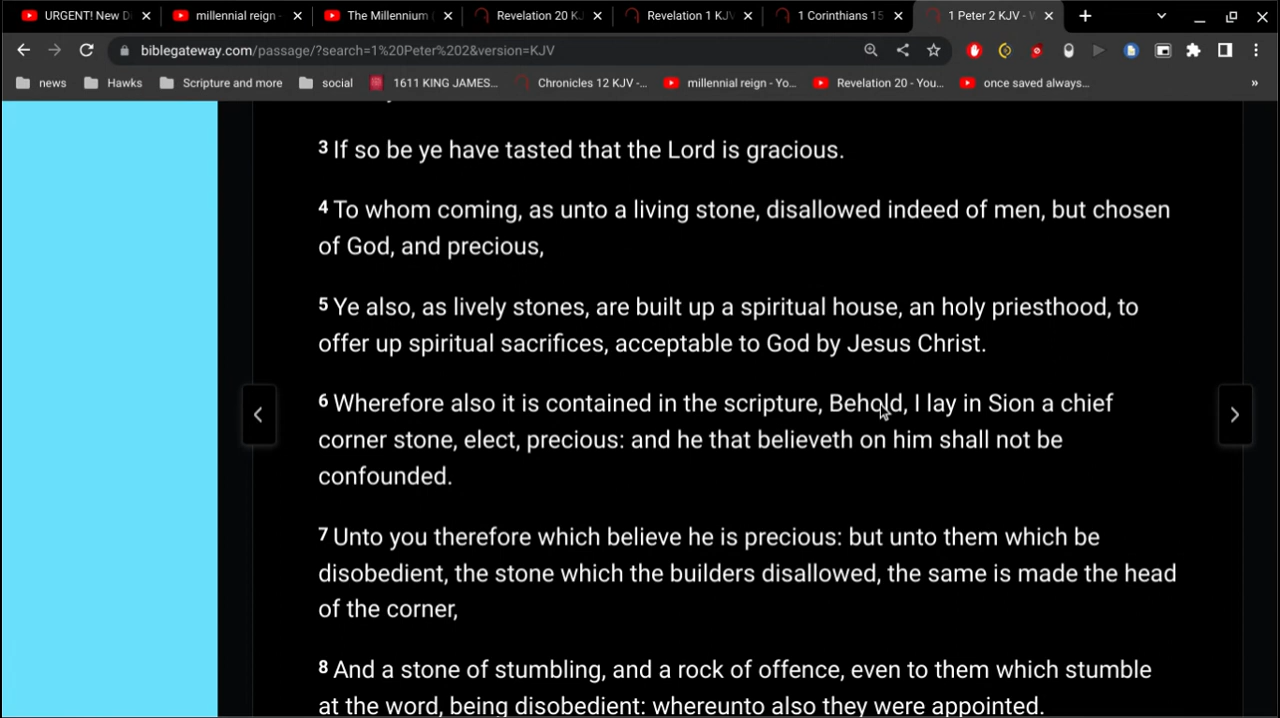 URGENT! New D
millennial reign -
The Millennium (
Revelation 20 KJ
Revelation 1 KJV
1 Corinthians 15
1 Peter 2 KJV - 
biblegateway.com/passage/?search=1%20Peter%202&version=KJV
news Hawks Scripture and more social 1611 KING JAMES... Chronicles 12 KJV -... millennial reign - Yo... Revelation 20 - You... once saved always... »
3 If so be ye have tasted that the Lord is gracious.
4 To whom coming, as unto a living stone, disallowed indeed of men, but chosen
of God, and precious,
5 Ye also, as lively stones, are built up a spiritual house, an holy priesthood, to
offer up spiritual sacrifices, acceptable to God by Jesus Christ.
6 Wherefore also it is contained in the scripture, Behold, I lay in Sion a chief
corner stone, elect, precious: and he that believeth on him shall not be
confounded.
7 Unto you therefore which believe he is precious: but unto them which be
disobedient, the stone which the builders disallowed, the same is made the head
of the corner,
8 And a stone of stumbling, and a rock of offence, even to them which stumble
at the word, being disobedient: whereunto also they were appointed.